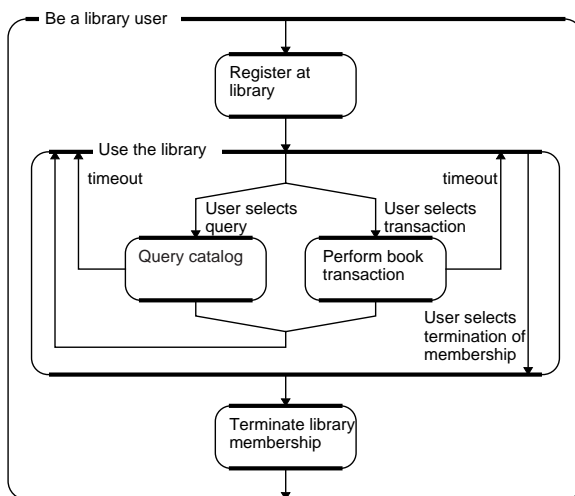 Be a library user
Register at
library
Use the library
timeout
timeout
User selects
query
User selects
transaction
Query catalog
Perform book
transaction
User selects
termination of
membership
Terminate library
membership